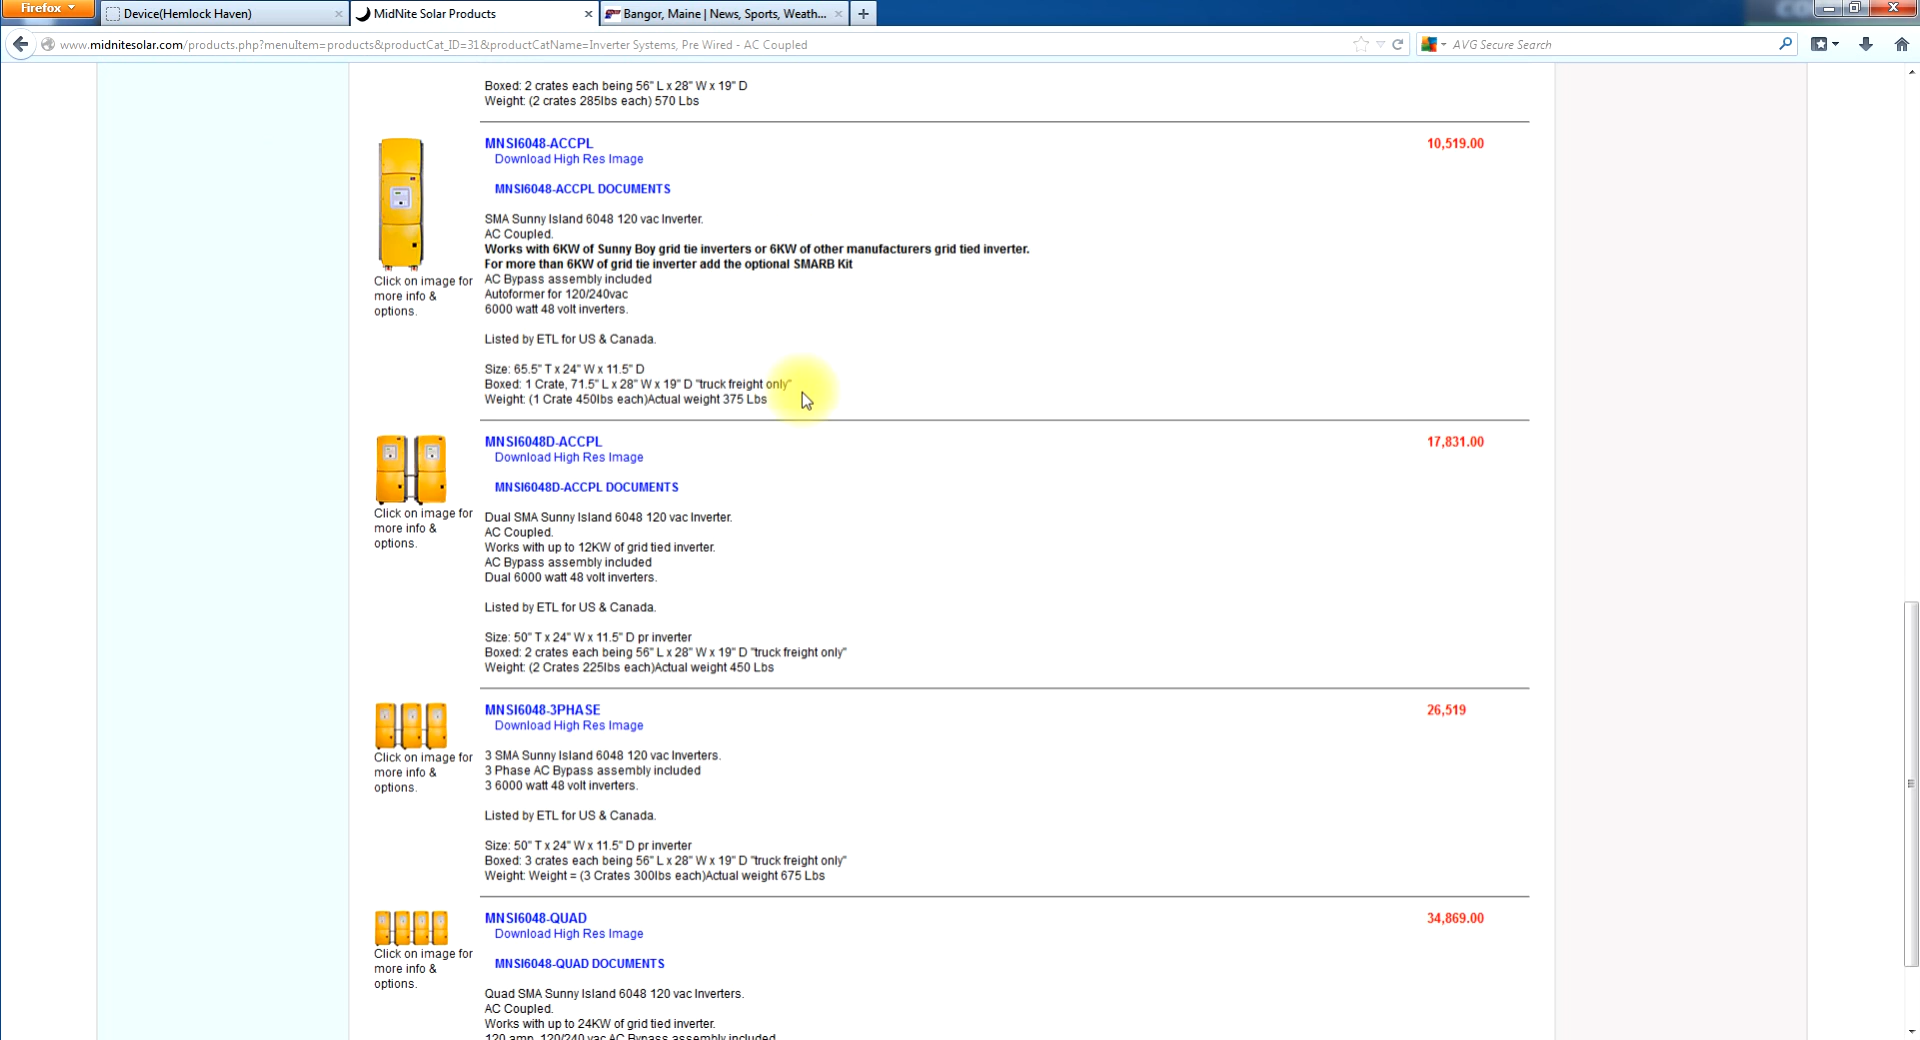 Firefox
Device(Hemlock Haven)
MidNite Solar Products
Bangor, Maine | News, Sports, Weath...
www.midnitesolar.com/products.php?menuItem=products&productCat_ID=31&productCatName=Inverter Systems, Pre Wired - AC Coupled
AVG Secure Search
Boxed: 2 crates each being 56" L x 28" W x 19" D
Weight: (2 crates 285lbs each) 570 Lbs
MNSI6048-ACCPL
10,519.00
Download High Res Image
MNSI6048-ACCPL DOCUMENTS
SMA Sunny Island 6048 120 vac Inverter.
AC Coupled.
Works with 6KW of Sunny Boy grid tie inverters or 6KW of other manufacturers grid tied inverter.
For more than 6KW of grid tie inverter add the optional SMARB Kit
AC Bypass assembly included
Autoformer for 120/240vac
6000 watt 48 volt inverters.
Click on image for
more info &
options.
Listed by ETL for US & Canada.
Size: 65.5" T x 24" W x 11.5" D
Boxed: 1 Crate, 71.5" L x 28" W x 19" D "truck freight only"
Weight: (1 Crate 450lbs each)Actual weight 375 Lbs
MNSI6048D-ACCPL
17,831.00
Download High Res Image
MNSI6048D-ACCPL DOCUMENTS
Click on image for
more info &
options.
Dual SMA Sunny Island 6048 120 vac Inverter.
AC Coupled.
Works with up to 12KW of grid tied inverter.
AC Bypass assembly included
Dual 6000 watt 48 volt inverters.
Listed by ETL for US & Canada.
Size: 50" T x 24" W x 11.5" D pr inverter
Boxed: 2 crates each being 56" L x 28" W x 19" D "truck freight only"
Weight: (2 Crates 225lbs each)Actual weight 450 Lbs
MNSI6048-3PHASE
26,519
Download High Res Image
Click on image for
more info &
options.
3 SMA Sunny Island 6048 120 vac Inverters.
3 Phase AC Bypass assembly included
3 6000 watt 48 volt inverters.
Listed by ETL for US & Canada.
Size: 50" T x 24" W x 11.5" D pr inverter
Boxed: 3 crates each being 56" L x 28" W x 19" D "truck freight only"
Weight: Weight = (3 Crates 300lbs each)Actual weight 675 Lbs
MNSI6048-QUAD
34,869.00
Download High Res Image
MNSI6048-QUAD DOCUMENTS
Click on image for
more info &
options.
Quad SMA Sunny Island 6048 120 vac Inverters.
AC Coupled.
Works with up to 24KW of grid tied inverter.
120 amp, 120/240 vac AC Bypass assembly included